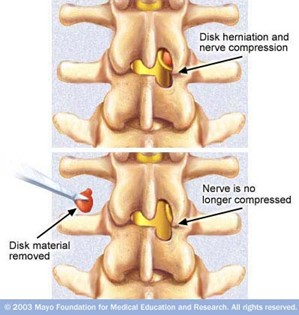 Disk herniation and
nerve compression
Nerve is no
longer compressed
Disk material
removed
© 2003 Mayo Foundation for Medical Education and Research. All rights reserved.